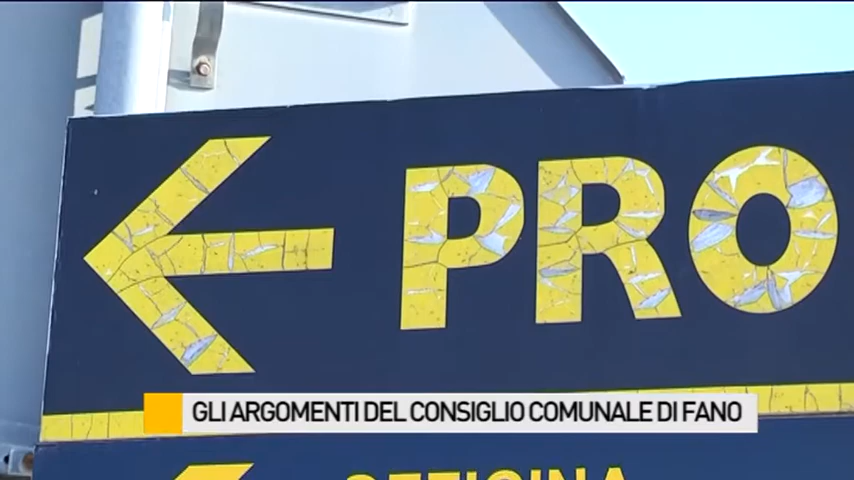 PRO
GLI ARGOMENTI DEL CONSIGLIO COMUNALE DI FANO
OFFICINA